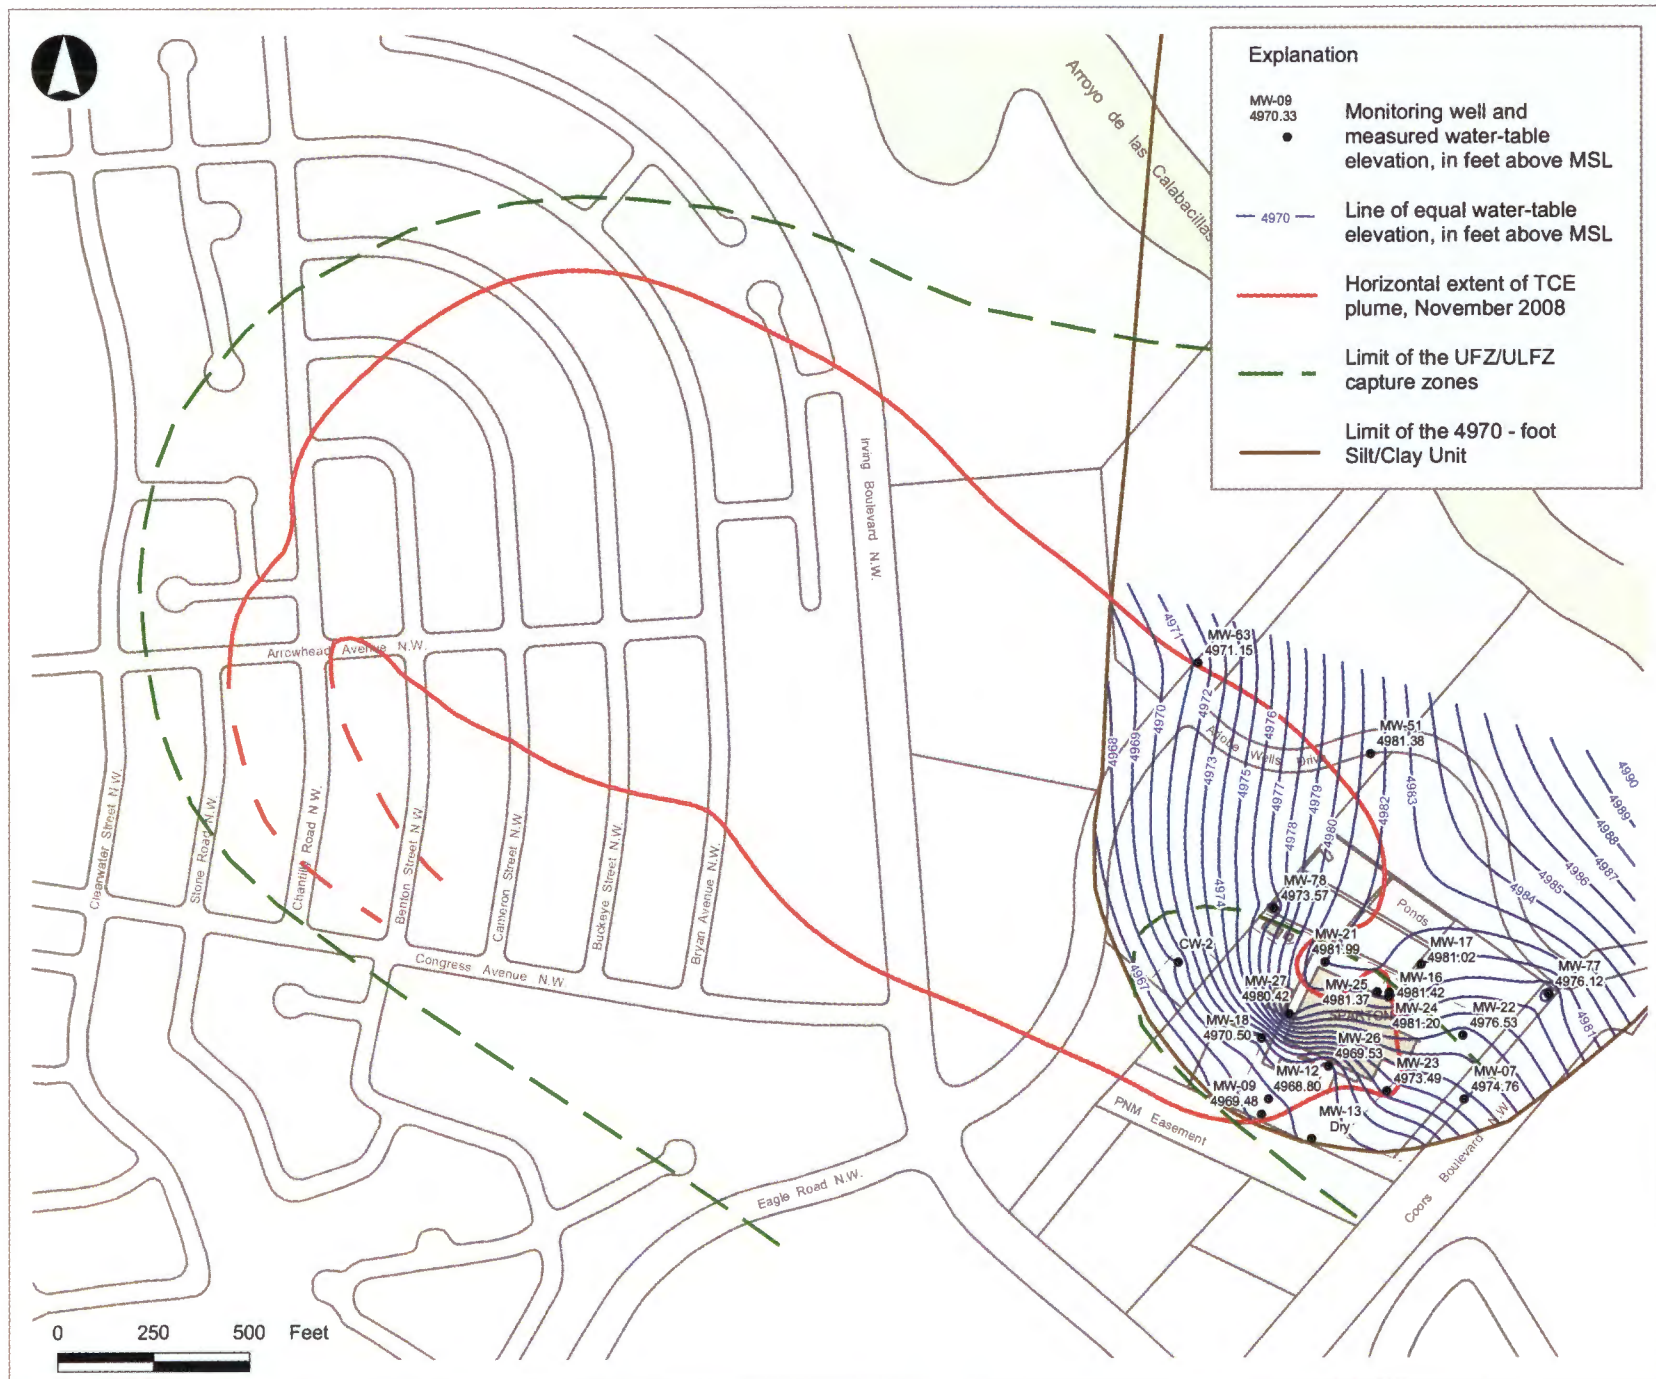 Explanation
MW-09
4970.33
Monitoring well and
measured water-table
elevation, in feet above MSL
4970
Line of equal water-table
elevation, in feet above MSL
Horizontal extent of TCE
plume, November 2008
Limit of the UFZ/ULFZ
capture zones
Limit of the 4970 - foot
Silt/Clay Unit
Arroyo de las Calabacillas
Irving Boulevard N.W.
Arrowhead Avenue N.W.
Clearwater Street N.W.
Stone Road N.W.
Chantilly Road N.W.
Benton Street N.W.
Cameron Street N.W.
Buckeye Street N.W.
Bryan Avenue N.W.
Congress Avenue N.W.
Eagle Road N.W.
PNM Easement
Coors Boulevard N.W.
Adobe Wells Drive
Ponds
SPARTON
4971
MW-63
4971.15
4968
4969
4970
4972
4973
4975
4976
4977
4978
4979
4980
4982
4983
MW-51
4981.38
4990
4989
4988
4987
4986
4985
4984
4974
4967
4981
MW-78
4973.57
CW-2
MW-21
4981.99
MW-17
4981.02
MW-77
4976.12
MW-27
4980.42
MW-25
4981.37
MW-16
4981.42
MW-24
4981.20
MW-22
4976.53
MW-18
4970.50
MW-26
4969.53
MW-12
4968.80
MW-23
4973.49
MW-07
4974.76
MW-09
4969.48
MW-13
Dry
0 250 500 Feet